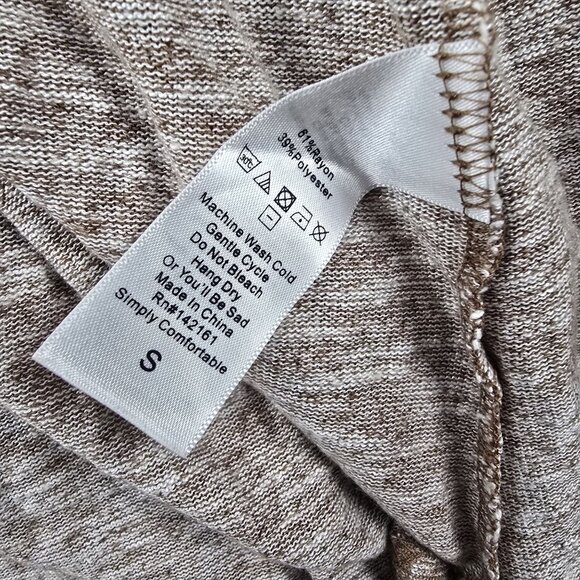 61%Rayon
39%Polyester
30℃
Machine Wash Cold
Gentle Cycle
Do Not Bleach
Hang Dry
Or You'll Be Sad
Made In China
Rn#142161
Simply Comfortable
S